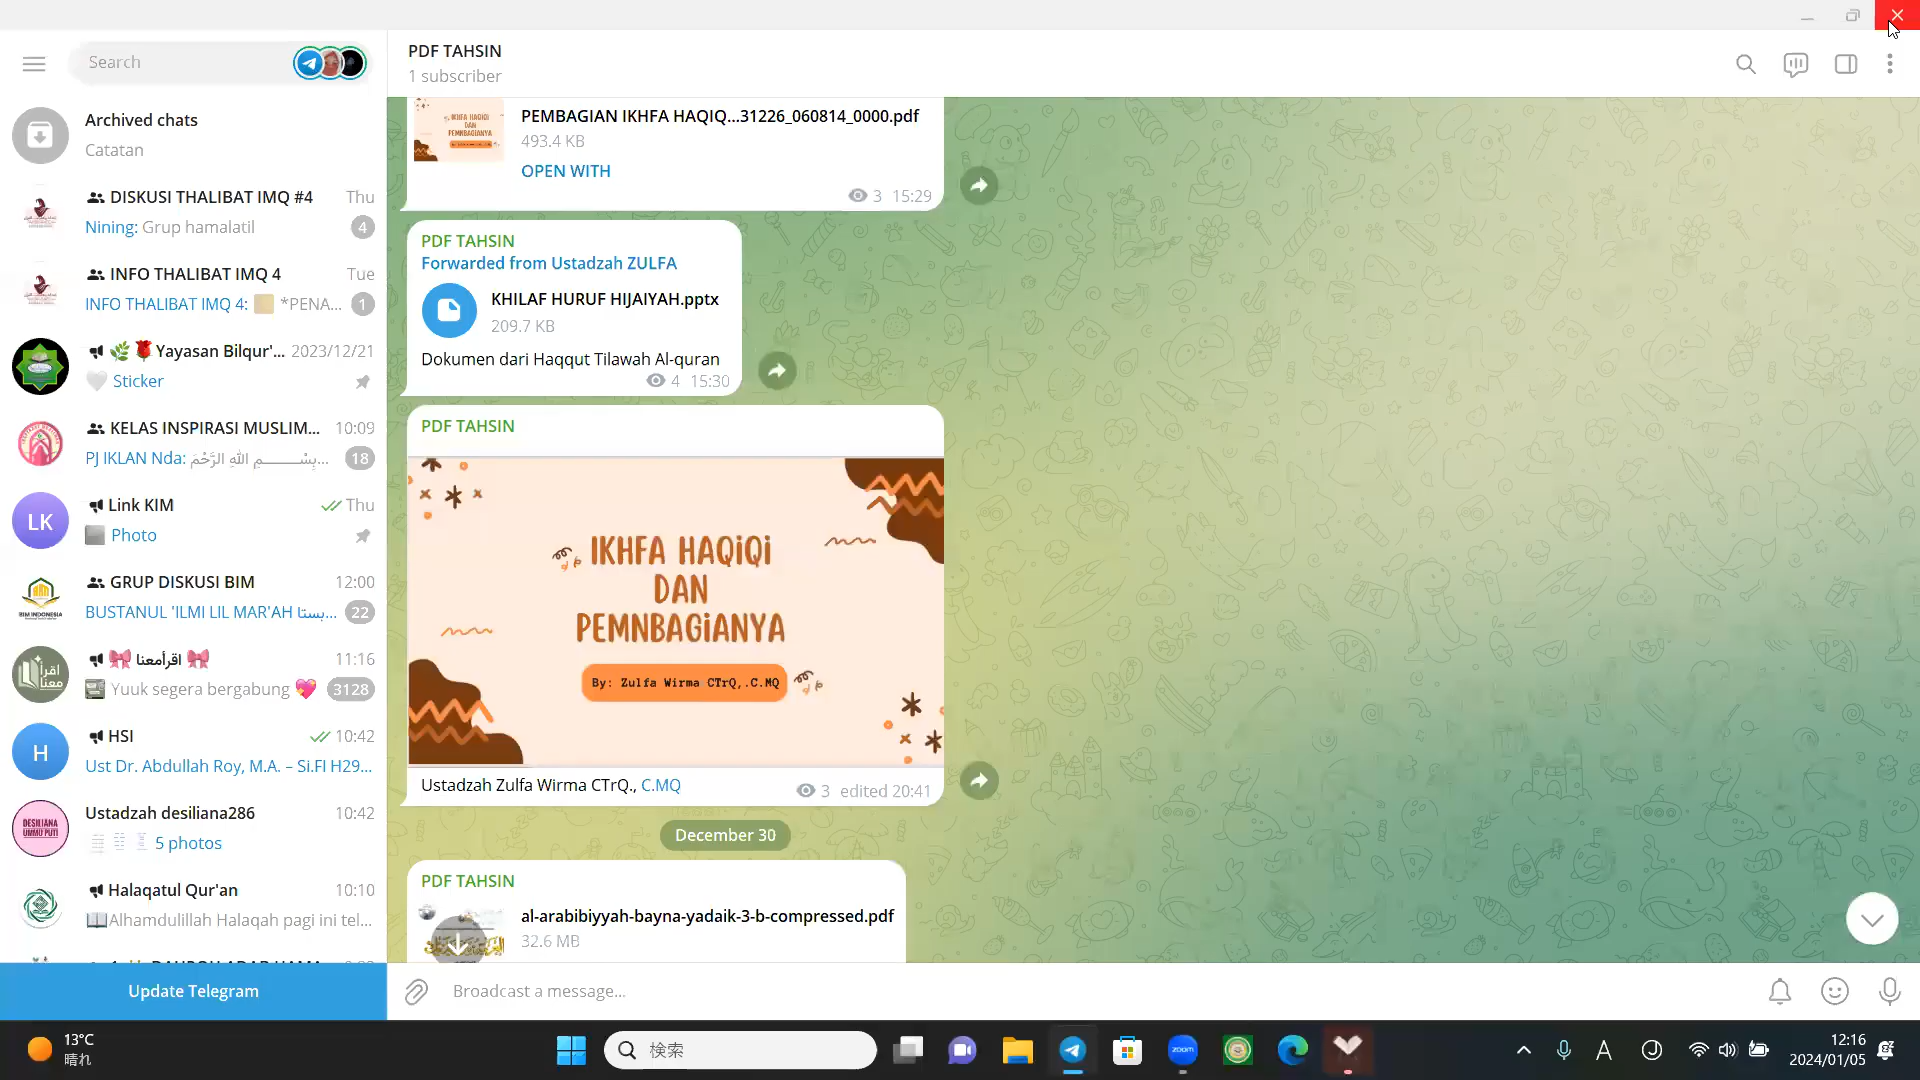 Search
PDF TAHSIN
1 subscriber
Archived chats
Catatan
DISKUSI THALIBAT IMQ #4 Thu
Nining: Grup hamalatil 4
INFO THALIBAT IMQ 4 Tue
INFO THALIBAT IMQ 4: *PENA... 1
Yayasan Bilqur'... 2023/12/21
Sticker
KELAS INSPIRASI MUSLIM... 10:09
PJ IKLAN Nda: بِسْـــــــــمِ اللهِ الرَّحْمَ... 18
LK
Link KIM Thu
Photo
GRUP DISKUSI BIM 12:00
BUSTANUL 'ILMI LIL MAR'AH بستا... 22
اقرأمعنا 11:16
Yuuk segera bergabung 3128
H
HSI 10:42
Ust Dr. Abdullah Roy, M.A. – Si.FI H29...
Ustadzah desiliana286 10:42
5 photos
Halaqatul Qur'an 10:10
Alhamdulillah Halaqah pagi ini tel...
Update Telegram
PEMBAGIAN IKHFA HAQIQ...31226_060814_0000.pdf
493.4 KB
OPEN WITH
3 15:29
PDF TAHSIN
Forwarded from Ustadzah ZULFA
KHILAF HURUF HIJAIYAH.pptx
209.7 KB
Dokumen dari Haqqut Tilawah Al-quran
4 15:30
PDF TAHSIN
IKHFA HAQIQI
DAN
PEMNBAGIANYA
By: Zulfa Wirma CTrQ,.C.MQ
Ustadzah Zulfa Wirma CTrQ., C.MQ
3 edited 20:41
December 30
PDF TAHSIN
al-arabibiyyah-bayna-yadaik-3-b-compressed.pdf
32.6 MB
Broadcast a message...
13°C
晴れ
検索
zoom
A
12:16
2024/01/05